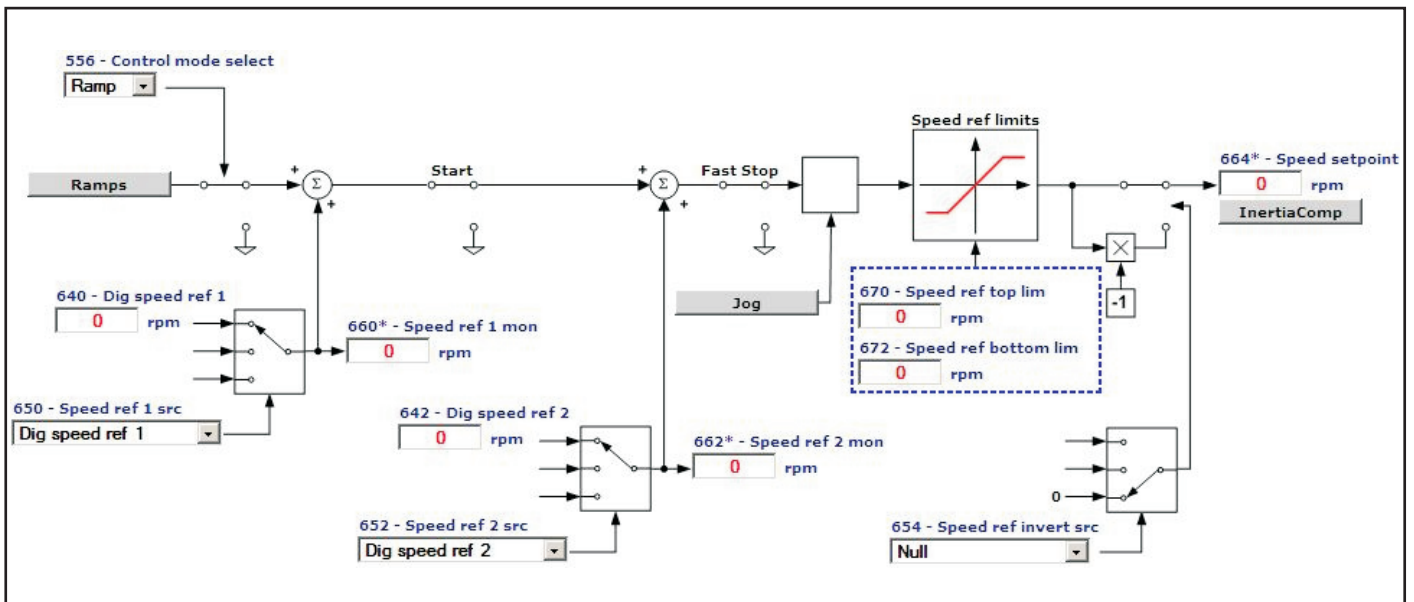 556 - Control mode select
Ramp
Speed ref limits
664* - Speed setpoint
Ramps
+
Σ
+
Start
+
Σ
+
Fast Stop
0 rpm
InertiaComp
640 - Dig speed ref 1
0 rpm
660* - Speed ref 1 mon
0 rpm
Jog
670 - Speed ref top lim
0 rpm
672 - Speed ref bottom lim
0 rpm
×
-1
650 - Speed ref 1 src
Dig speed ref 1
642 - Dig speed ref 2
0 rpm
662* - Speed ref 2 mon
0 rpm
0
652 - Speed ref 2 src
Dig speed ref 2
654 - Speed ref invert src
Null